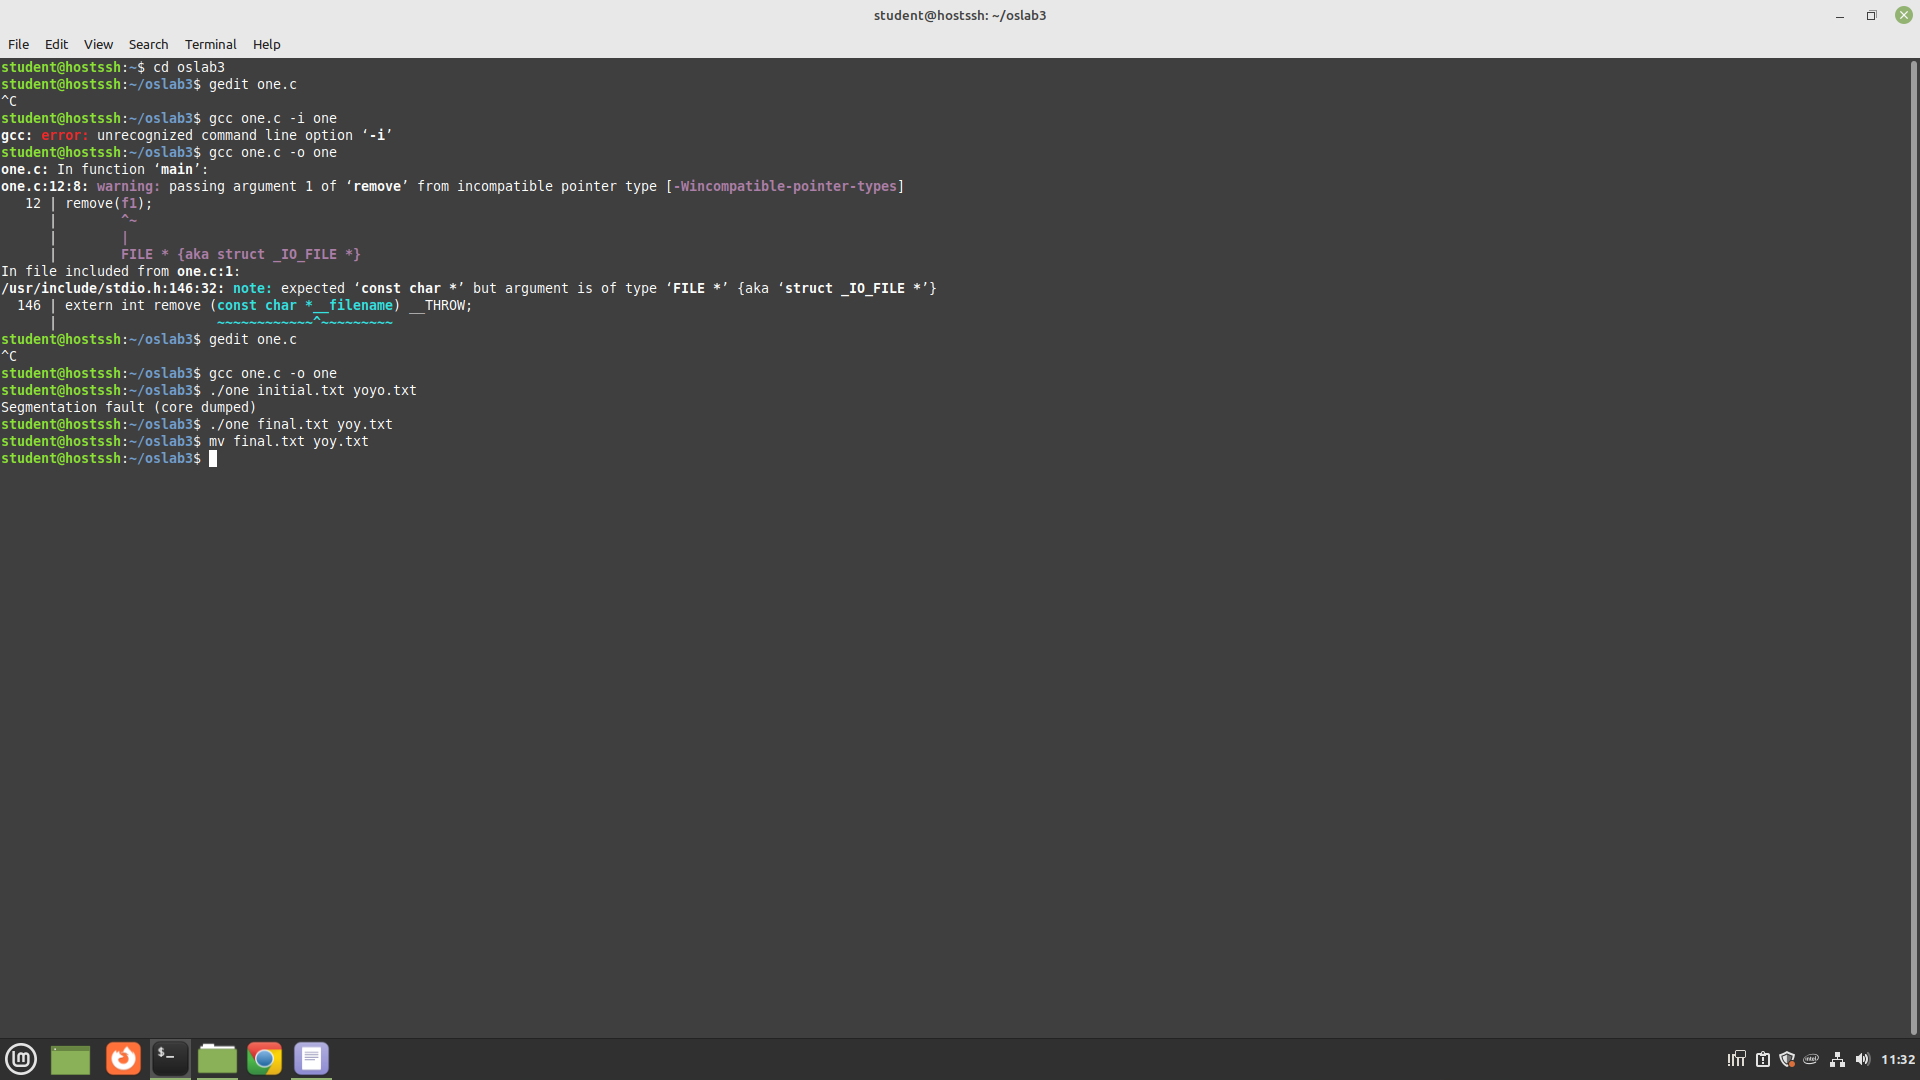 student@hostssh: ~/oslab3
File Edit View Search Terminal Help
student@hostssh:~$ cd oslab3
student@hostssh:~/oslab3$ gedit one.c
^C
student@hostssh:~/oslab3$ gcc one.c -i one
gcc: error: unrecognized command line option ‘-i’
student@hostssh:~/oslab3$ gcc one.c -o one
one.c: In function ‘main’:
one.c:12:8: warning: passing argument 1 of ‘remove’ from incompatible pointer type [-Wincompatible-pointer-types]
   12 | remove(f1);
      |        ^~
      |        |
      |        FILE * {aka struct _IO_FILE *}
In file included from one.c:1:
/usr/include/stdio.h:146:32: note: expected ‘const char *’ but argument is of type ‘FILE *’ {aka ‘struct _IO_FILE *’}
  146 | extern int remove (const char *__filename) __THROW;
      |                    ~~~~~~~~~~~~^~~~~~~~~~
student@hostssh:~/oslab3$ gedit one.c
^C
student@hostssh:~/oslab3$ gcc one.c -o one
student@hostssh:~/oslab3$ ./one initial.txt yoyo.txt
Segmentation fault (core dumped)
student@hostssh:~/oslab3$ ./one final.txt yoy.txt
student@hostssh:~/oslab3$ mv final.txt yoy.txt
student@hostssh:~/oslab3$
11:32